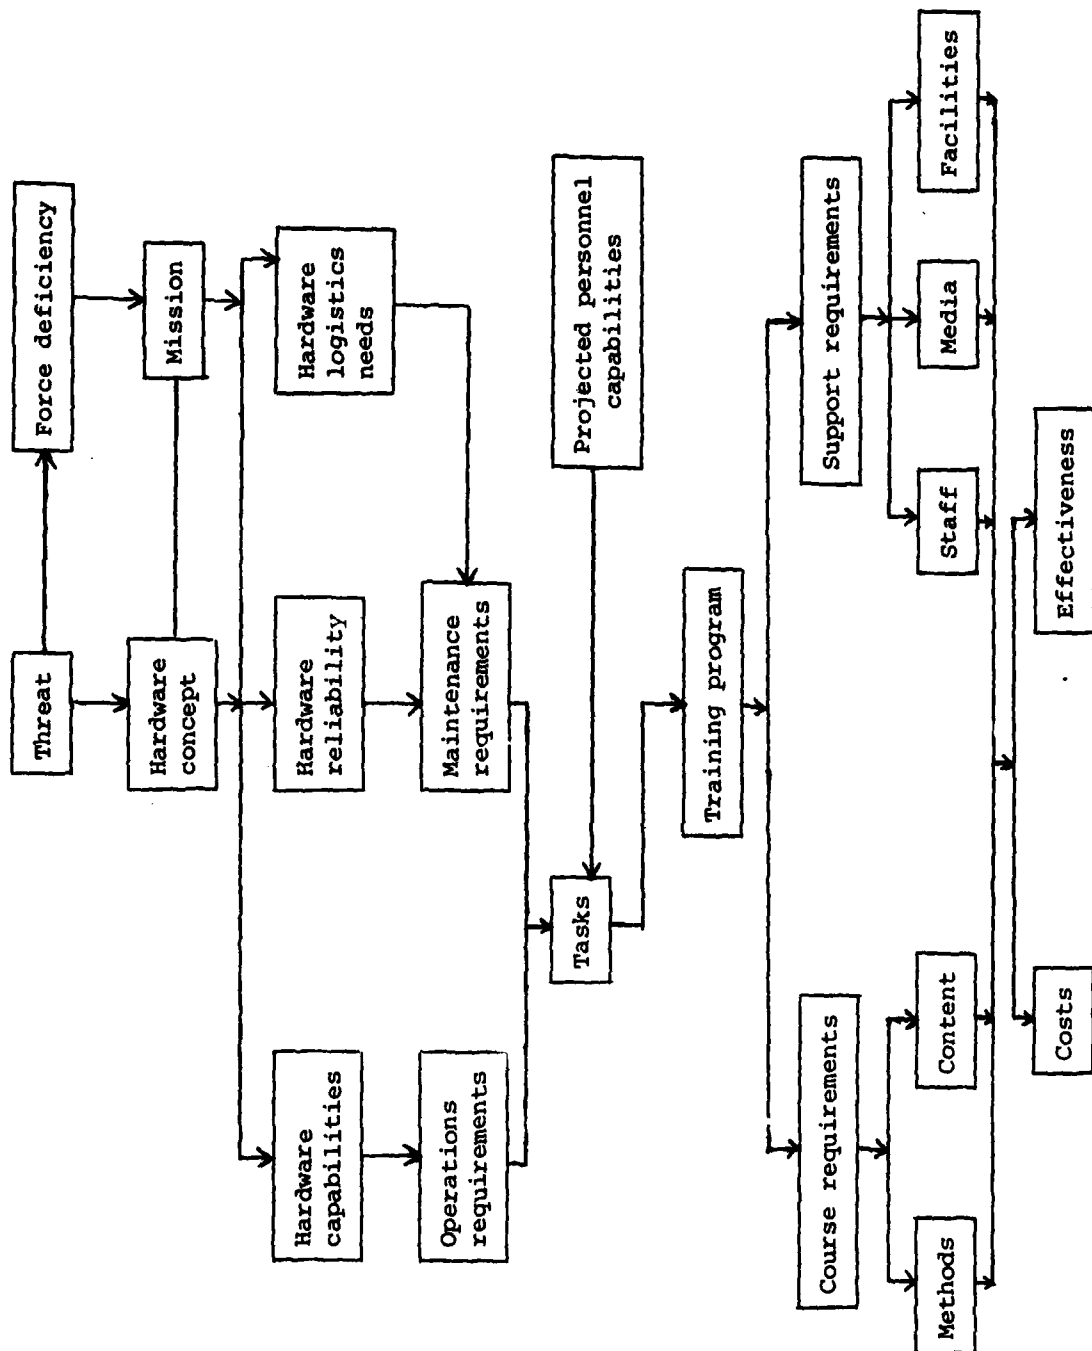 Threat
Force deficiency
Hardware
concept
Mission
Hardware
capabilities
Hardware
reliability
Hardware
logistics
needs
Operations
requirements
Maintenance
requirements
Tasks
Projected personnel
capabilities
Training program
Course requirements
Support requirements
Methods
Content
Staff
Media
Facilities
Costs
Effectiveness